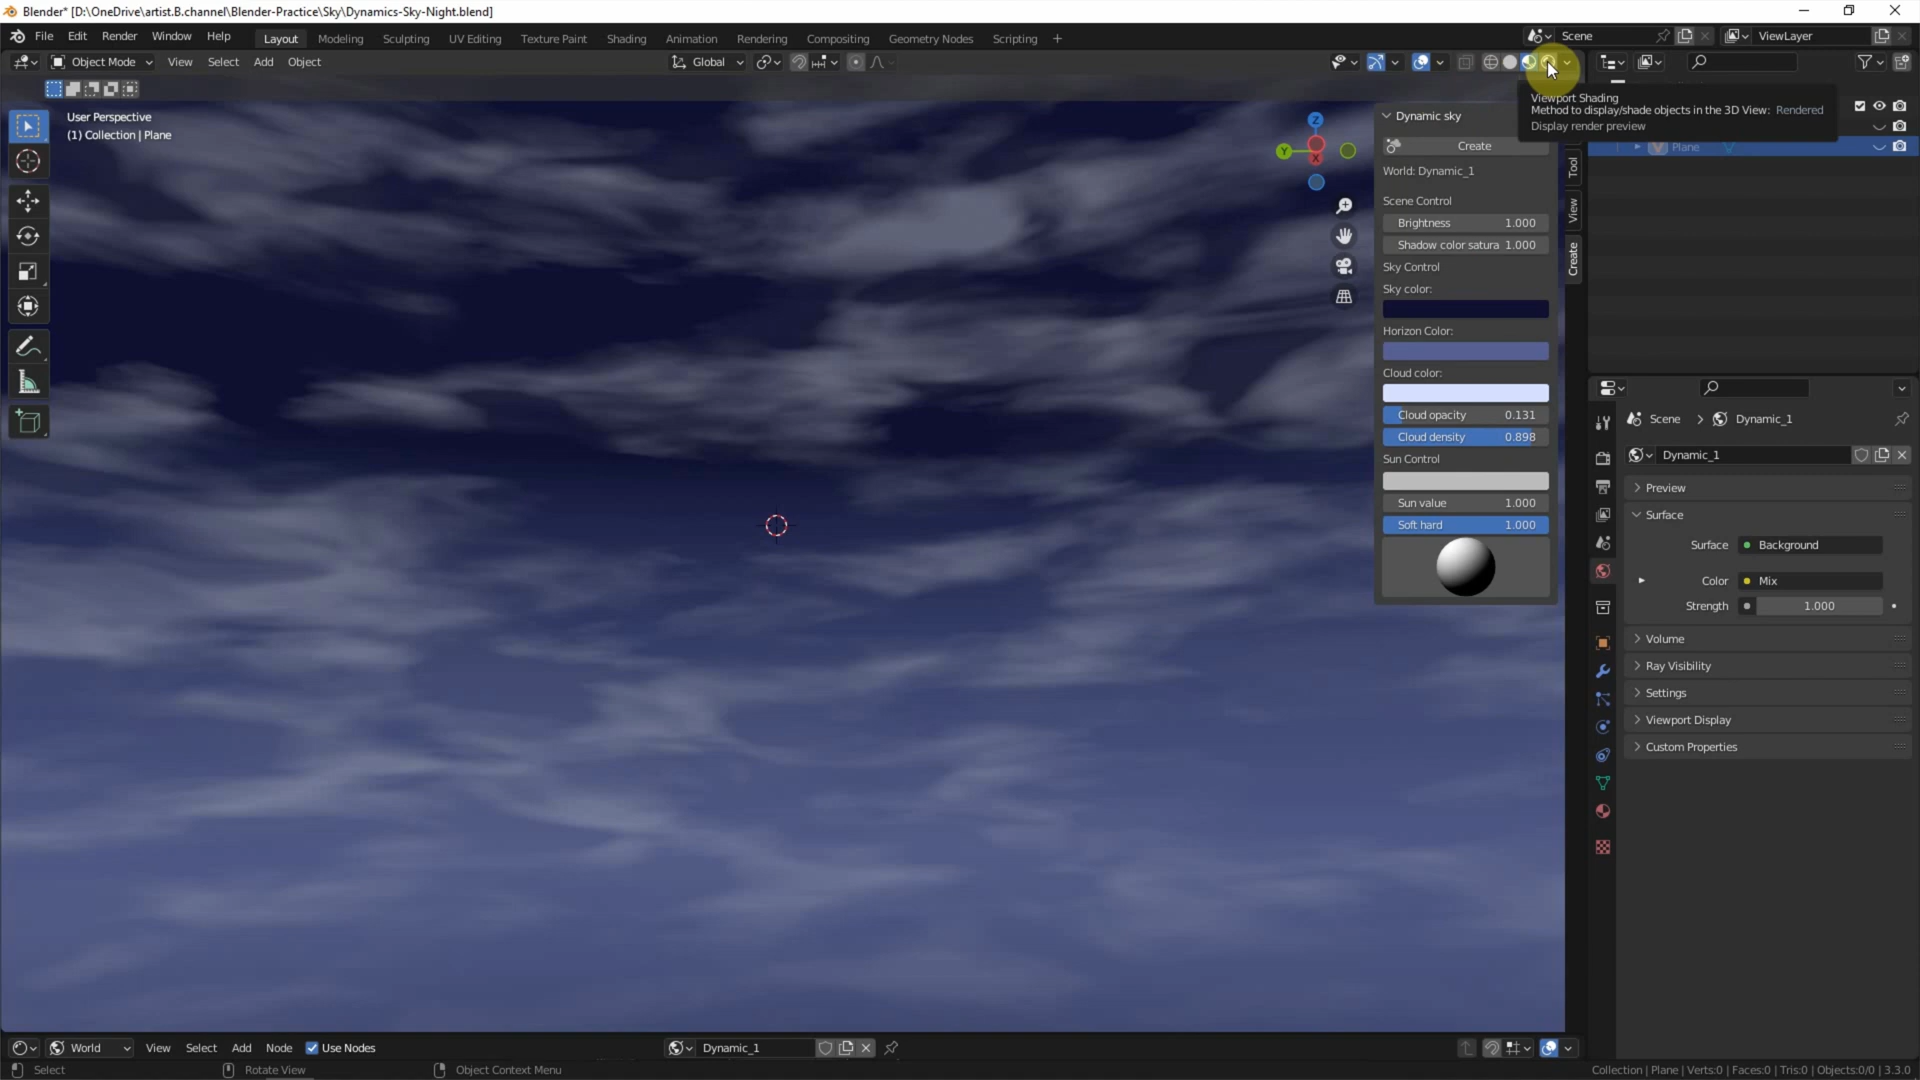 Blender* [D:\OneDrive\artist.B.channel\Blender-Practice\Sky\Dynamics-Sky-Night.blend]
File Edit Render Window Help Layout Modeling Sculpting UV Editing Texture Paint Shading Animation Rendering Compositing Geometry Nodes Scripting + Scene ViewLayer
Object Mode View Select Add Object Global
User Perspective
(1) Collection | Plane
Viewport Shading
Method to display/shade objects in the 3D View: Rendered
Display render preview
Plane
Dynamic sky
Create
World: Dynamic_1
Scene Control
Brightness 1.000
Shadow color satura 1.000
Sky Control
Sky color:
Horizon Color:
Cloud color:
Cloud opacity 0.131
Cloud density 0.898
Sun Control
Sun value 1.000
Soft hard 1.000
Tool
View
Create
Z
Y
X
Scene > Dynamic_1
Dynamic_1
Preview
Surface
Surface Background
Color Mix
Strength 1.000
Volume
Ray Visibility
Settings
Viewport Display
Custom Properties
World View Select Add Node Use Nodes Dynamic_1
Select Rotate View Object Context Menu Collection | Plane | Verts:0 | Faces:0 | Tris:0 | Objects:0/0 | 3.3.0